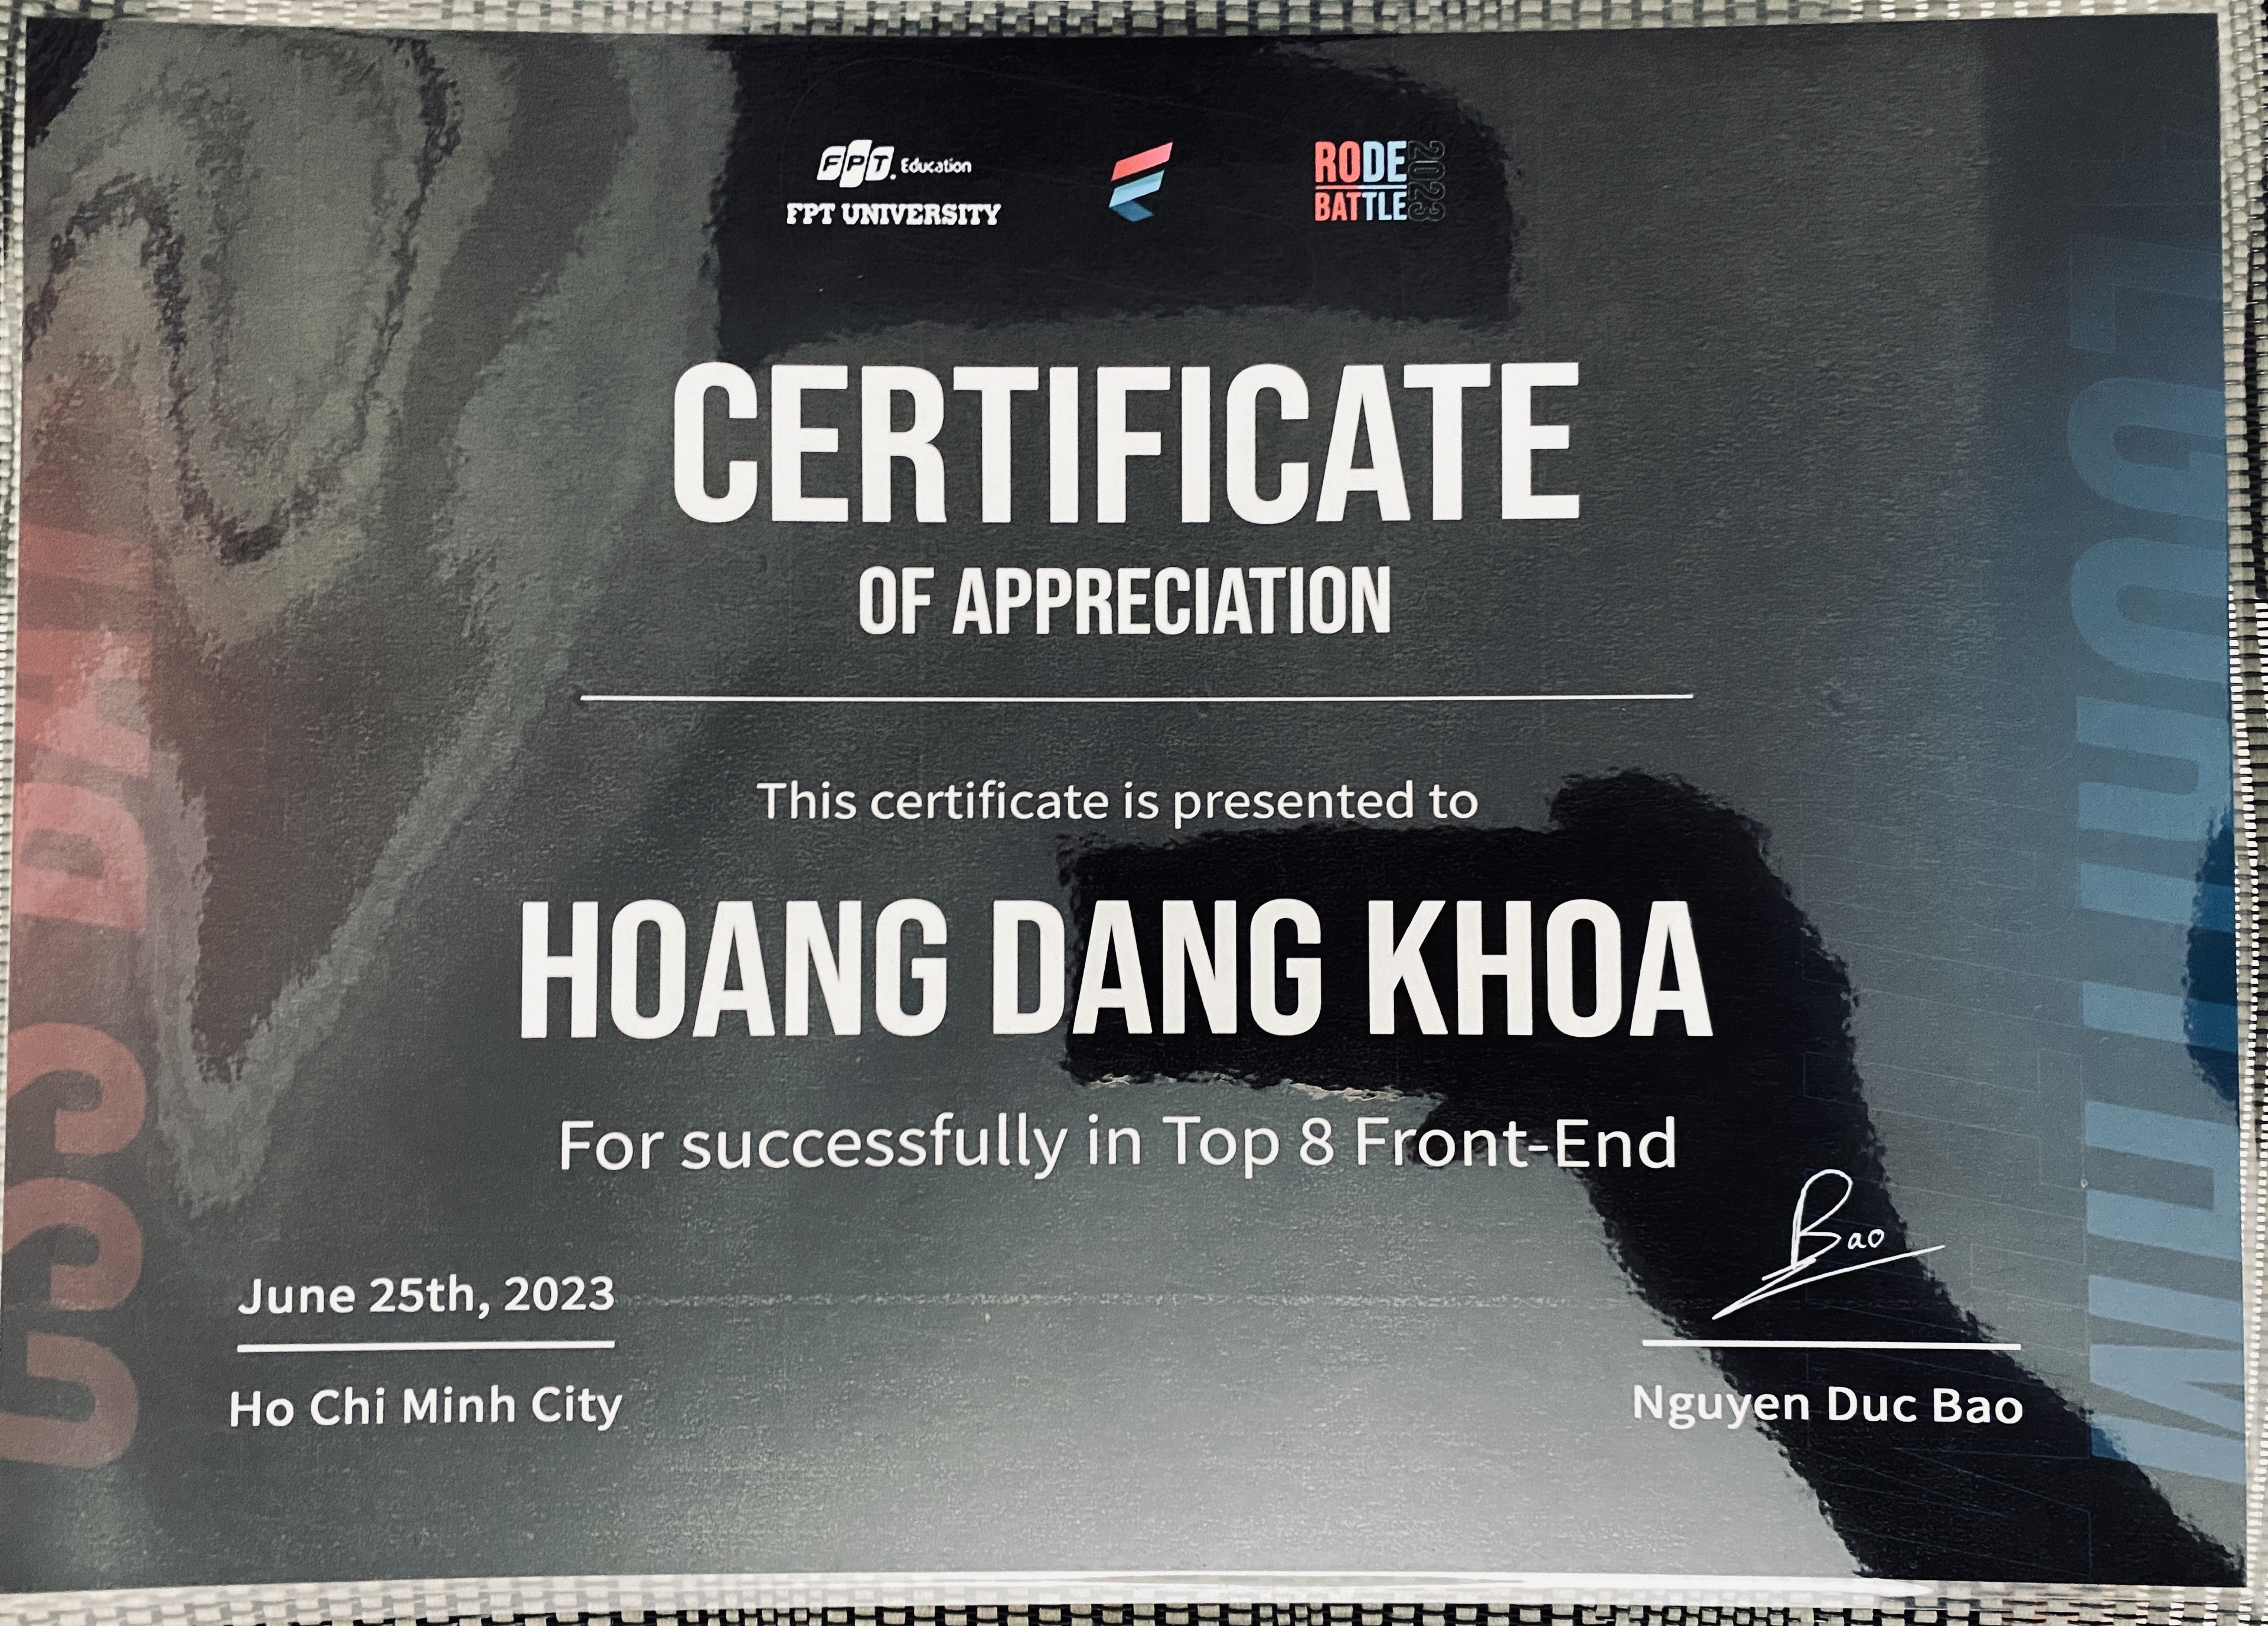 FPT. Education
FPT UNIVERSITY
RODE
BATTLE
2023
CERTIFICATE
OF APPRECIATION
This certificate is presented to
HOANG DANG KHOA
For successfully in Top 8 Front-End
Bao
June 25th, 2023
Ho Chi Minh City
Nguyen Duc Bao